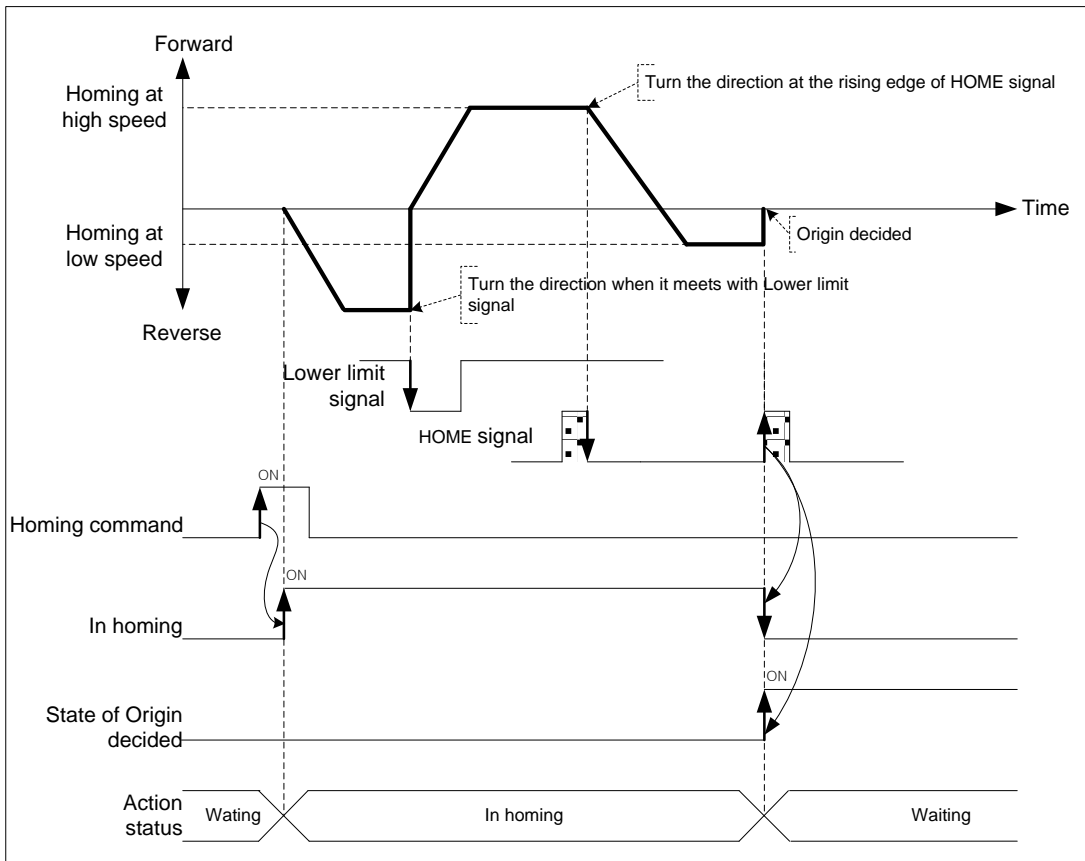 Forward
Homing at
high speed
Turn the direction at the rising edge of HOME signal
Time
Homing at
low speed
Origin decided
Turn the direction when it meets with Lower limit
signal
Reverse
Lower limit
signal
HOME signal
ON
Homing command
ON
In homing
ON
State of Origin
decided
Action
status
Wating
In homing
Waiting